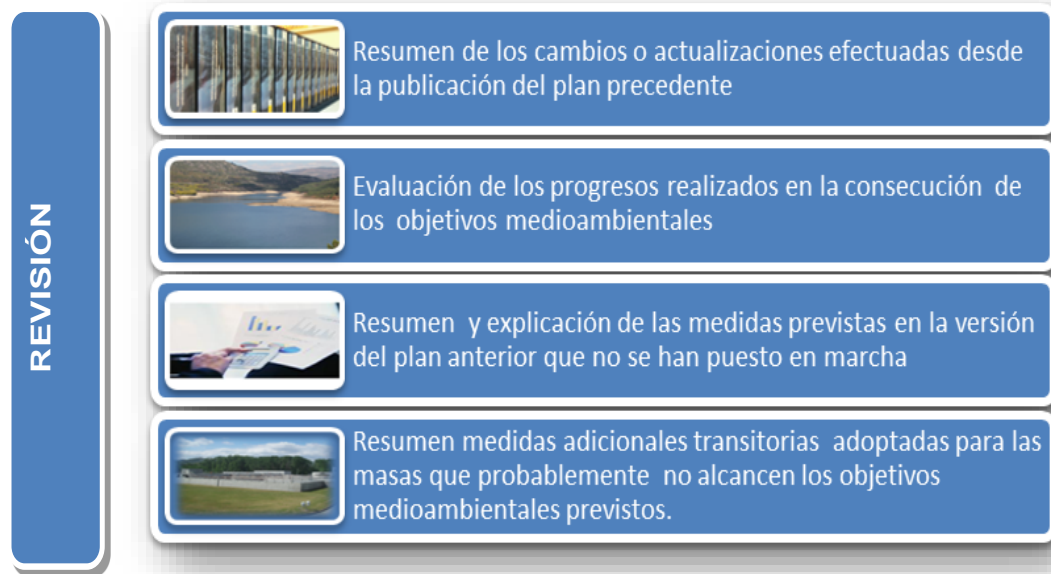 REVISIÓN
Resumen de los cambios o actualizaciones efectuadas desde
la publicación del plan precedente
Evaluación de los progresos realizados en la consecución de
los objetivos medioambientales
Resumen y explicación de las medidas previstas en la versión
del plan anterior que no se han puesto en marcha
Resumen medidas adicionales transitorias adoptadas para las
masas que probablemente no alcancen los objetivos
medioambientales previstos.